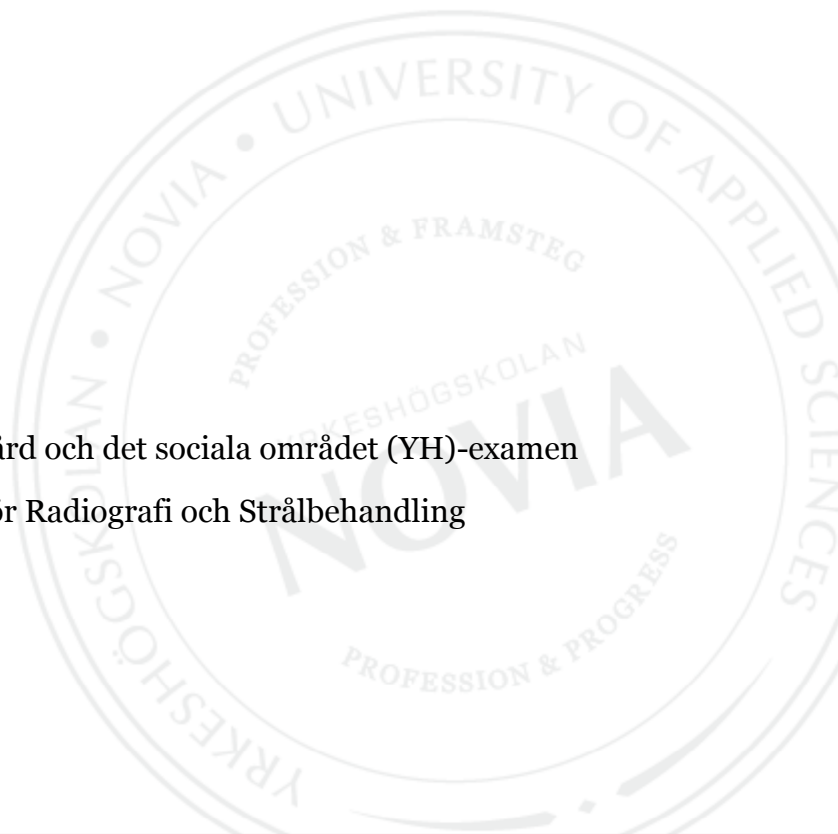 UNIVERSITY OF APPLIED SCIENCES
YRKESHÖGSKOLAN • NOVIA •
PROFESSION & FRAMSTEG
YRKESHÖGSKOLAN
NOVIA
ård och det sociala området (YH)-examen
ör Radiografi och Strålbehandling
PROFESSION & PROGRESS